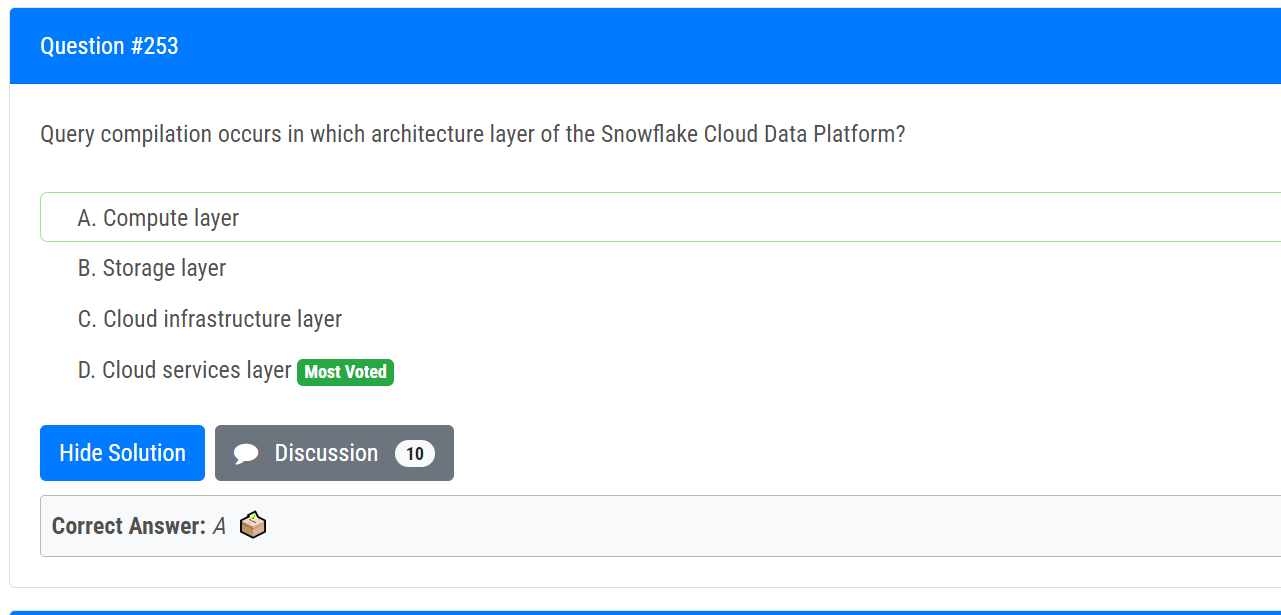 Question #253
Query compilation occurs in which architecture layer of the Snowflake Cloud Data Platform?
A. Compute layer
B. Storage layer
C. Cloud infrastructure layer
D. Cloud services layer Most Voted
Hide Solution Discussion 10
Correct Answer: A